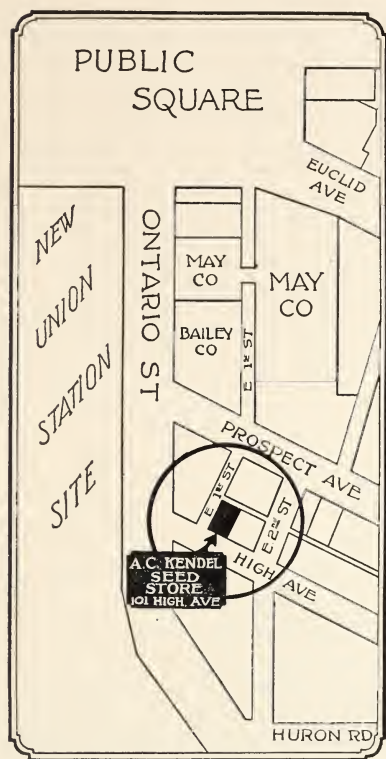 PUBLIC
SQUARE
EUCLID
AVE
NEW
UNION
STATION
SITE
ONTARIO ST
MAY
CO
MAY
CO
BAILEY
CO
E 1st ST
PROSPECT AVE
E 1st ST
E 2nd ST
HIGH AVE
A.C. KENDEL
SEED
STORE
101 HIGH. AVE
HURON RD